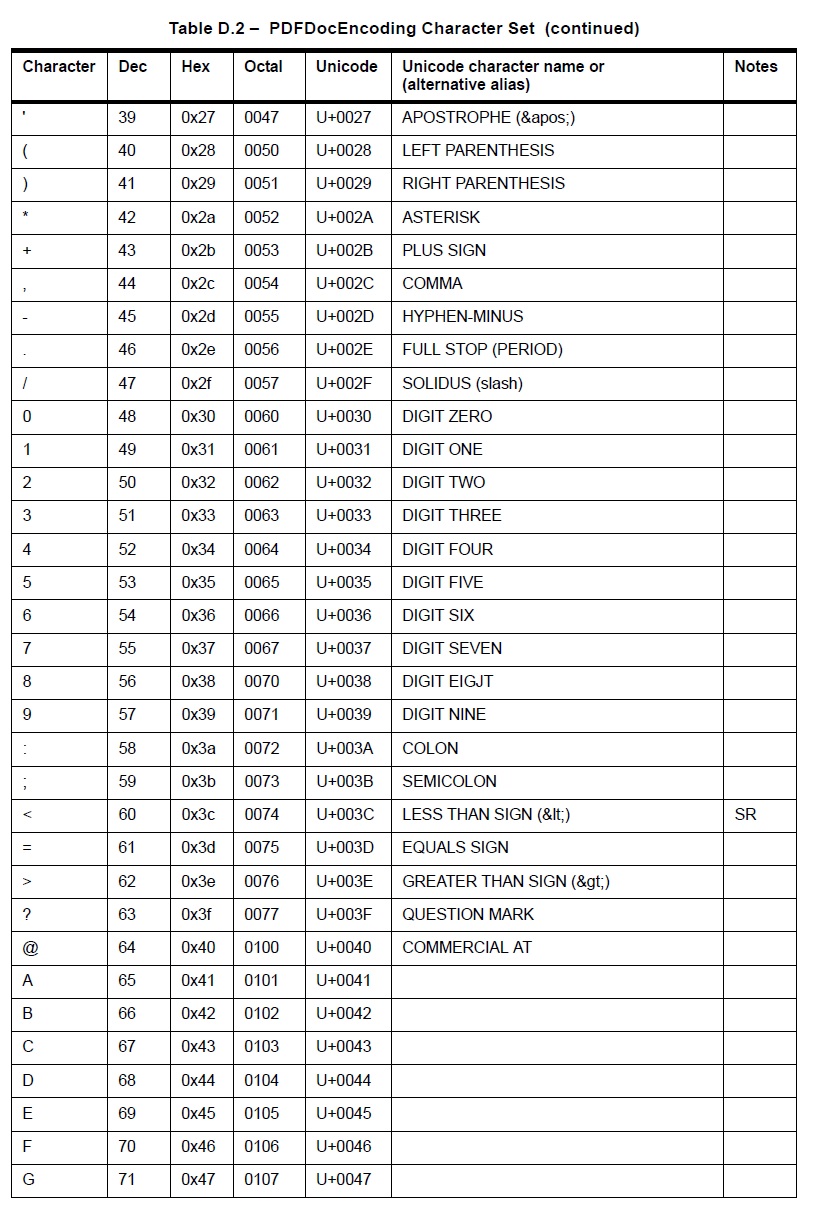 Table D.2 – PDFDocEncoding Character Set (continued)
Character Dec Hex Octal Unicode Unicode character name or (alternative alias) Notes
' 39 0x27 0047 U+0027 APOSTROPHE (&apos;)
( 40 0x28 0050 U+0028 LEFT PARENTHESIS
) 41 0x29 0051 U+0029 RIGHT PARENTHESIS
* 42 0x2a 0052 U+002A ASTERISK
+ 43 0x2b 0053 U+002B PLUS SIGN
, 44 0x2c 0054 U+002C COMMA
- 45 0x2d 0055 U+002D HYPHEN-MINUS
. 46 0x2e 0056 U+002E FULL STOP (PERIOD)
/ 47 0x2f 0057 U+002F SOLIDUS (slash)
0 48 0x30 0060 U+0030 DIGIT ZERO
1 49 0x31 0061 U+0031 DIGIT ONE
2 50 0x32 0062 U+0032 DIGIT TWO
3 51 0x33 0063 U+0033 DIGIT THREE
4 52 0x34 0064 U+0034 DIGIT FOUR
5 53 0x35 0065 U+0035 DIGIT FIVE
6 54 0x36 0066 U+0036 DIGIT SIX
7 55 0x37 0067 U+0037 DIGIT SEVEN
8 56 0x38 0070 U+0038 DIGIT EIGJT
9 57 0x39 0071 U+0039 DIGIT NINE
: 58 0x3a 0072 U+003A COLON
; 59 0x3b 0073 U+003B SEMICOLON
< 60 0x3c 0074 U+003C LESS THAN SIGN (&lt;) SR
= 61 0x3d 0075 U+003D EQUALS SIGN
> 62 0x3e 0076 U+003E GREATER THAN SIGN (&gt;)
? 63 0x3f 0077 U+003F QUESTION MARK
@ 64 0x40 0100 U+0040 COMMERCIAL AT
A 65 0x41 0101 U+0041
B 66 0x42 0102 U+0042
C 67 0x43 0103 U+0043
D 68 0x44 0104 U+0044
E 69 0x45 0105 U+0045
F 70 0x46 0106 U+0046
G 71 0x47 0107 U+0047